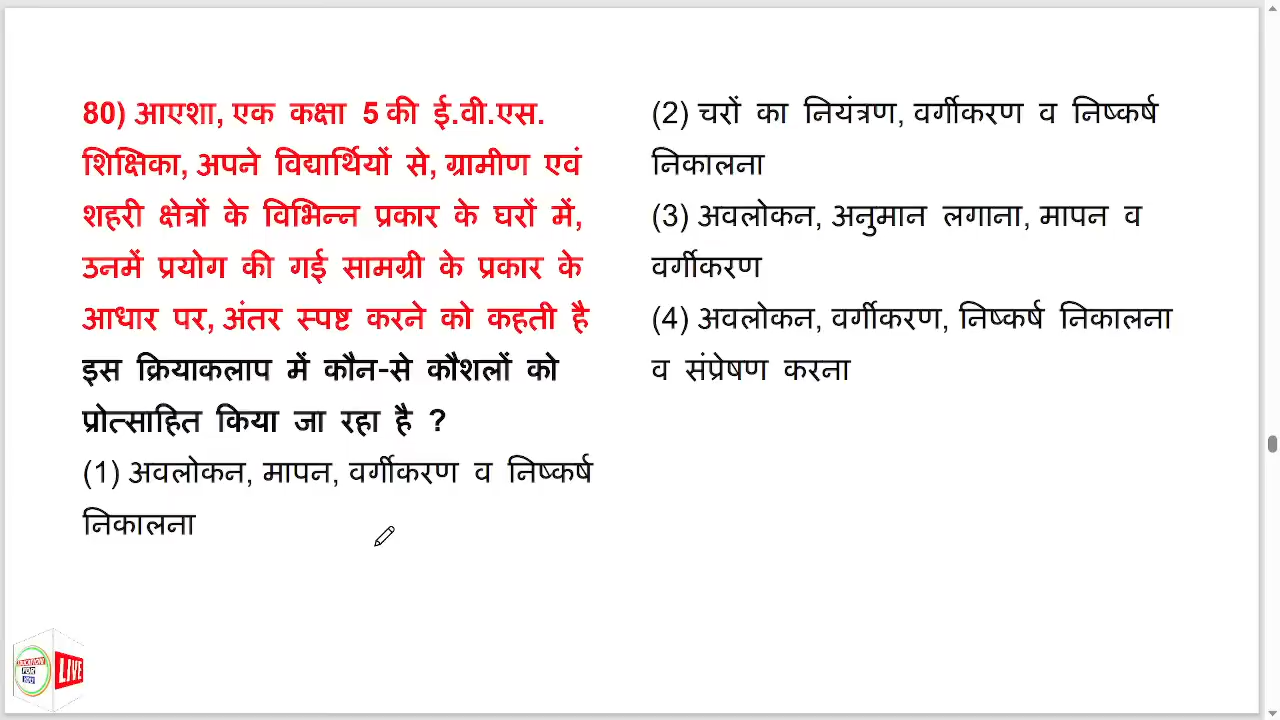 80) आएशा, एक कक्षा 5 की ई.वी.एस.
शिक्षिका, अपने विद्यार्थियों से, ग्रामीण एवं
शहरी क्षेत्रों के विभिन्न प्रकार के घरों में,
उनमें प्रयोग की गई सामग्री के प्रकार के
आधार पर, अंतर स्पष्ट करने को कहती है
इस क्रियाकलाप में कौन-से कौशलों को
प्रोत्साहित किया जा रहा है ?
(1) अवलोकन, मापन, वर्गीकरण व निष्कर्ष
निकालना
(2) चरों का नियंत्रण, वर्गीकरण व निष्कर्ष
निकालना
(3) अवलोकन, अनुमान लगाना, मापन व
वर्गीकरण
(4) अवलोकन, वर्गीकरण, निष्कर्ष निकालना
व संप्रेषण करना
FOR
LIVE